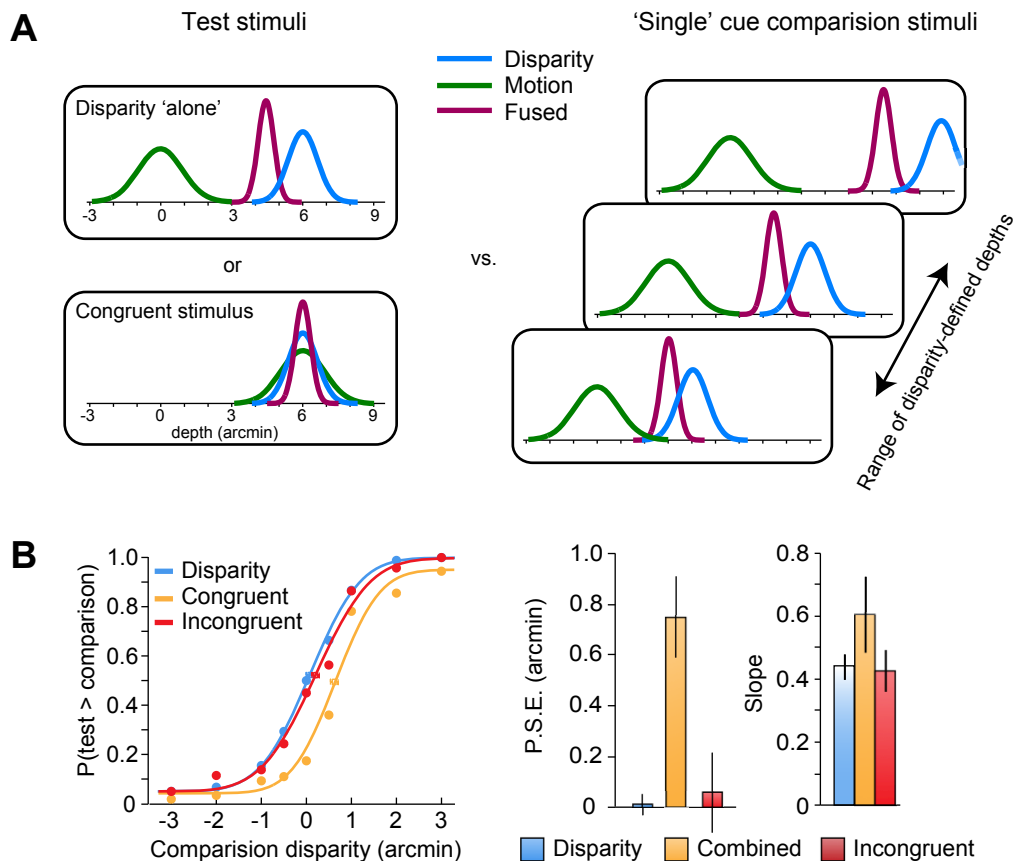 A
Test stimuli
'Single' cue comparision stimuli
Disparity
Motion
Fused
Disparity 'alone'
-3 0 3 6 9
or
vs.
Congruent stimulus
-3 0 3 6 9
depth (arcmin)
Range of disparity-defined depths
B
P(test > comparison)
1.0
0.8
0.6
0.4
0.2
0
Disparity
Congruent
Incongruent
-3 -2 -1 0 1 2 3
Comparision disparity (arcmin)
P.S.E. (arcmin)
1.0
0.8
0.6
0.4
0.2
0
Slope
0.8
0.6
0.4
0.2
0
Disparity Combined Incongruent